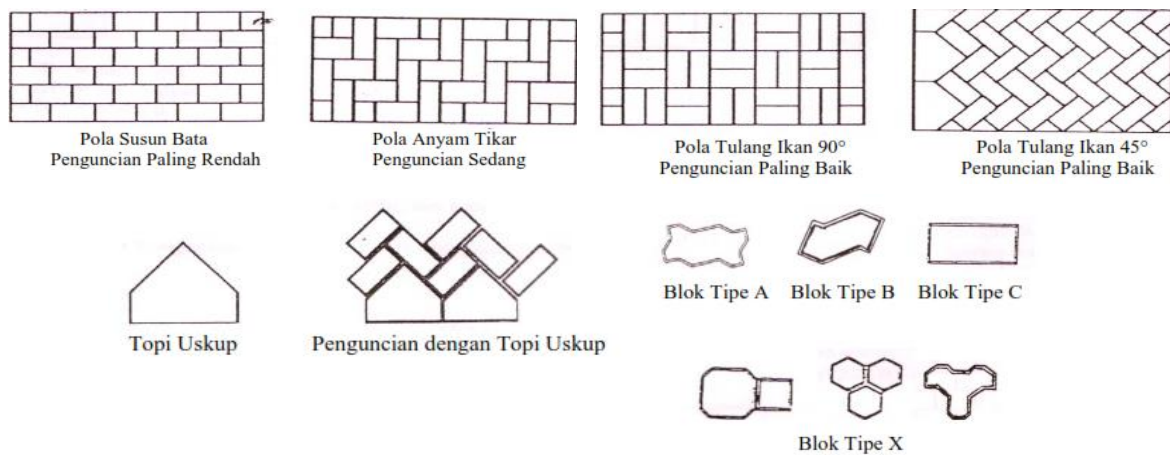 Pola Susun Bata
Penguncian Paling Rendah
Pola Anyam Tikar
Penguncian Sedang
Pola Tulang Ikan 90°
Penguncian Paling Baik
Pola Tulang Ikan 45°
Penguncian Paling Baik
Topi Uskup
Penguncian dengan Topi Uskup
Blok Tipe A
Blok Tipe B
Blok Tipe C
Blok Tipe X